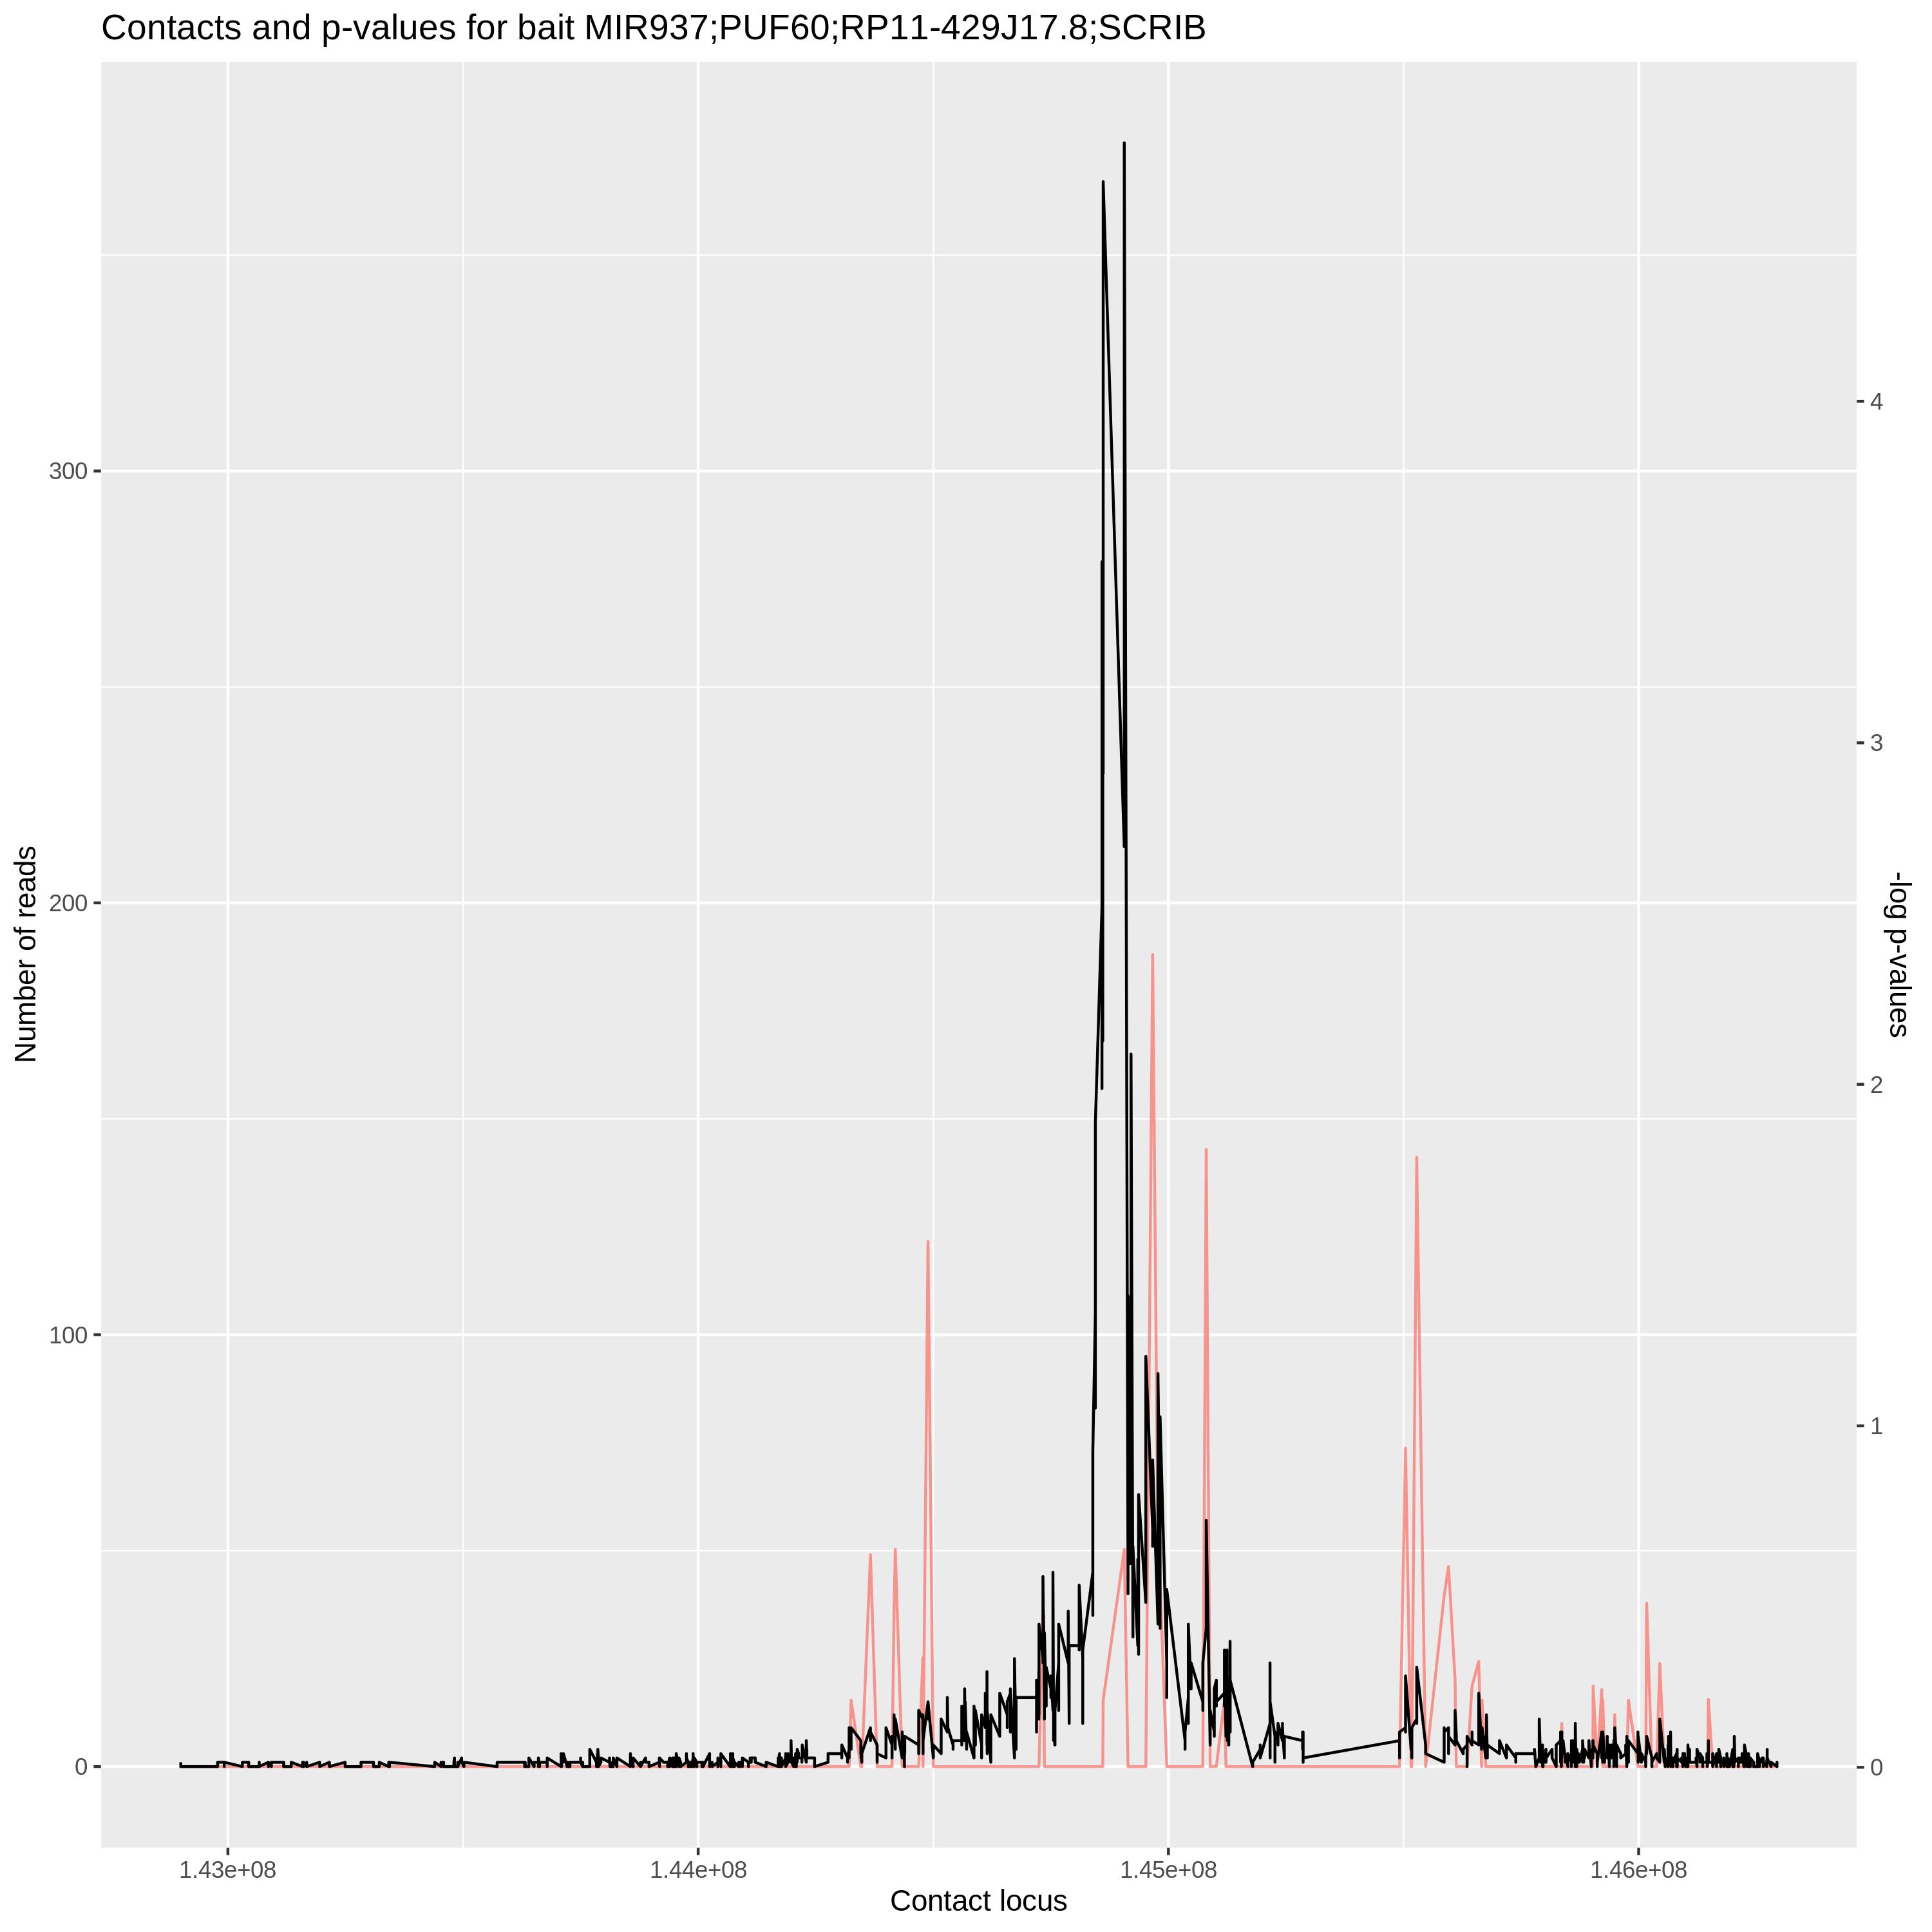 Contacts and p-values for bait MIR937;PUF60;RP11-429J17.8;SCRIB
Number of reads
300
200
100
0
-log p-values
4
3
2
1
0
1.43e+08
1.44e+08
1.45e+08
1.46e+08
Contact locus